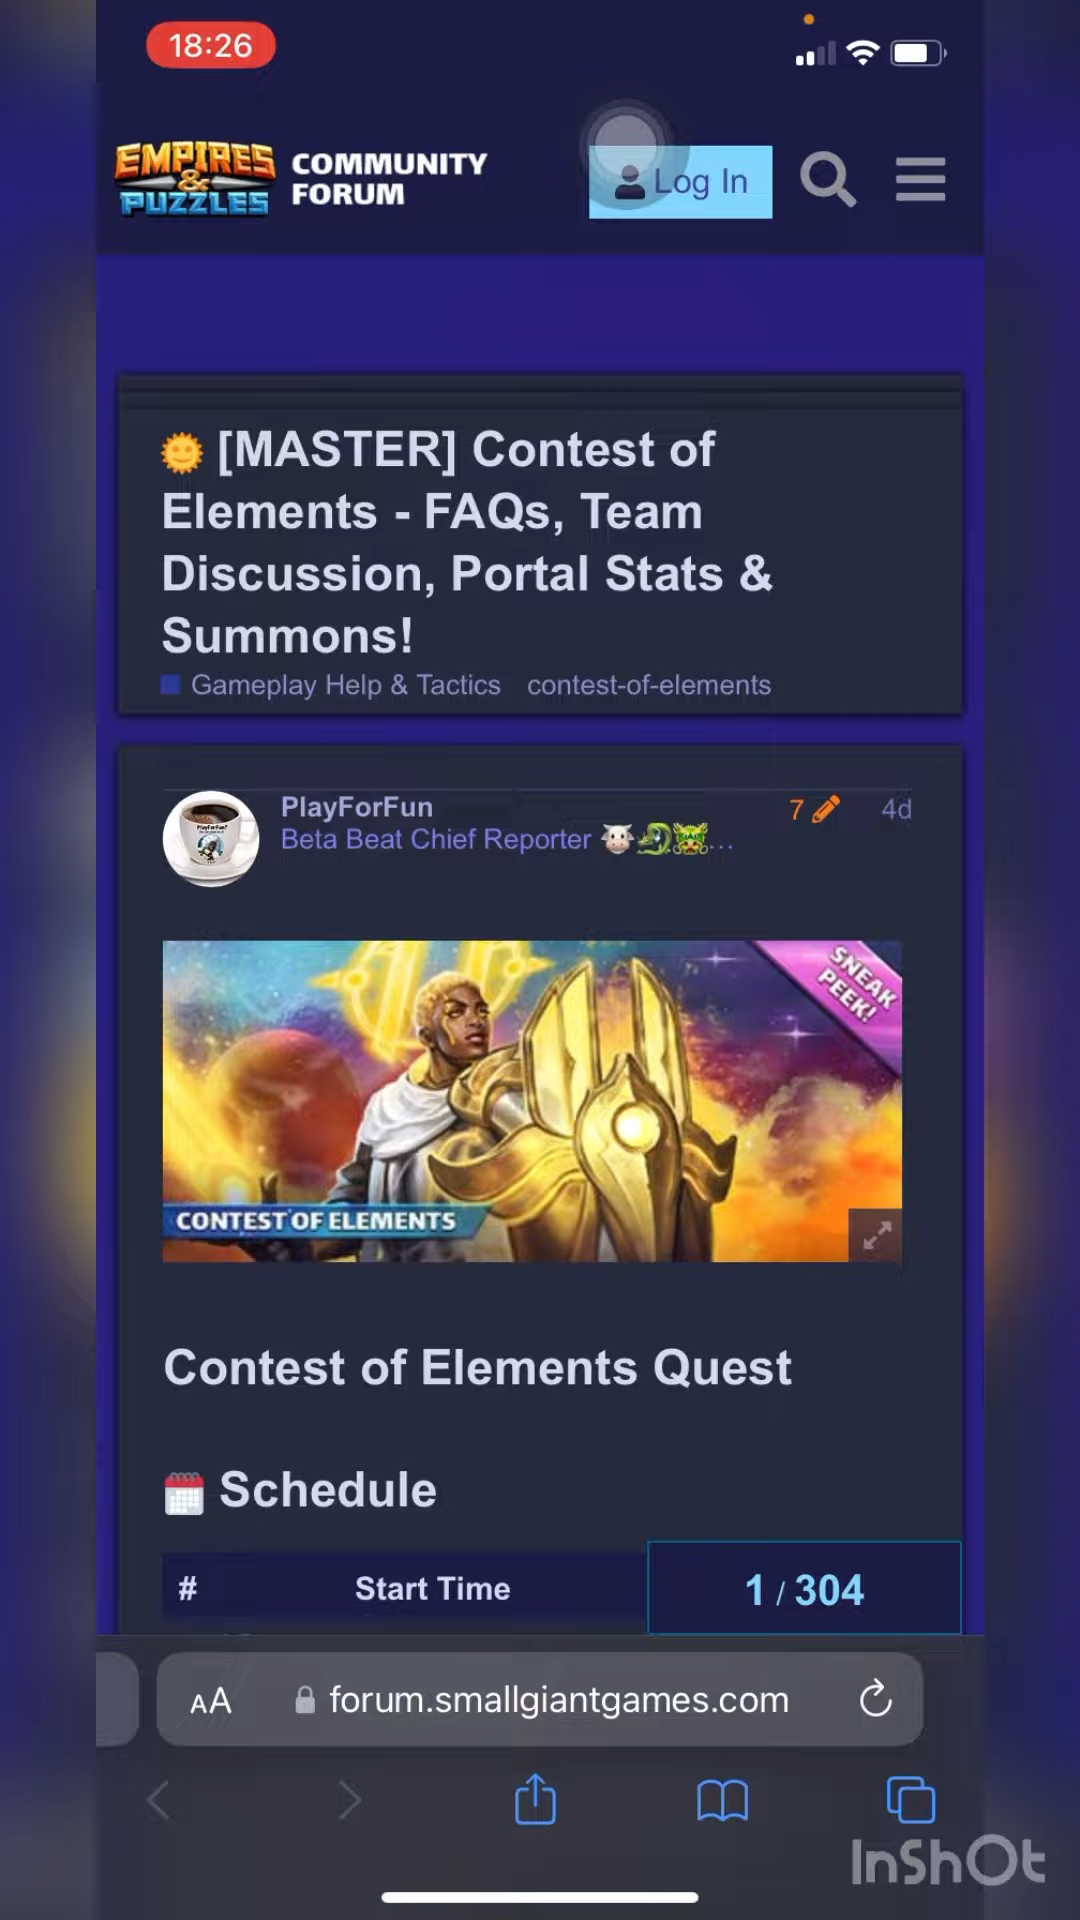 18:26
EMPIRES
&
PUZZLES
COMMUNITY
FORUM
Log In
[MASTER] Contest of
Elements - FAQs, Team
Discussion, Portal Stats &
Summons!
Gameplay Help & Tactics contest-of-elements
PlayForFun
7
4d
Beta Beat Chief Reporter ...
SNEAK
PEEK!
CONTEST OF ELEMENTS
Contest of Elements Quest
Schedule
# Start Time
1 / 304
AA forum.smallgiantgames.com
InShOt